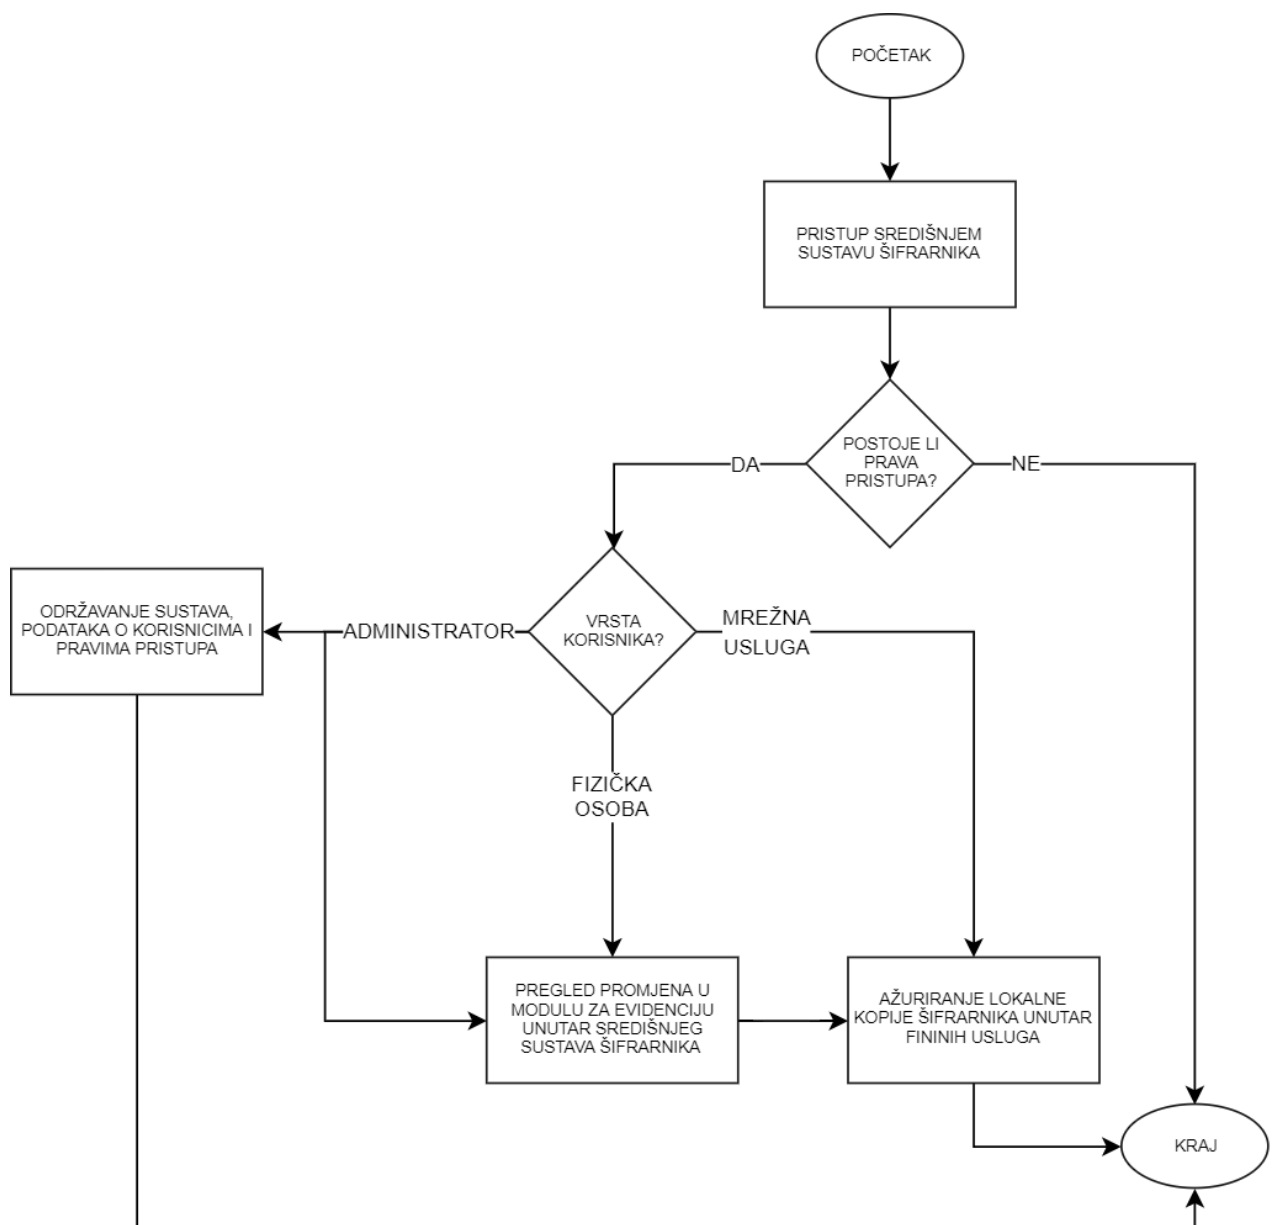 POČETAK
PRISTUP SREDIŠNJEM
SUSTAVU ŠIFRARNIKA
POSTOJE LI
PRAVA
PRISTUPA?
DA
NE
ODRŽAVANJE SUSTAVA,
PODATAKA O KORISNICIMA I
PRAVIMA PRISTUPA
ADMINISTRATOR
VRSTA
KORISNIKA?
MREŽNA
USLUGA
FIZIČKA
OSOBA
PREGLED PROMJENA U
MODULU ZA EVIDENCIJU
UNUTAR SREDIŠNJEG
SUSTAVA ŠIFRARNIKA
AŽURIRANJE LOKALNE
KOPIJE ŠIFRARNIKA UNUTAR
FININIH USLUGA
KRAJ